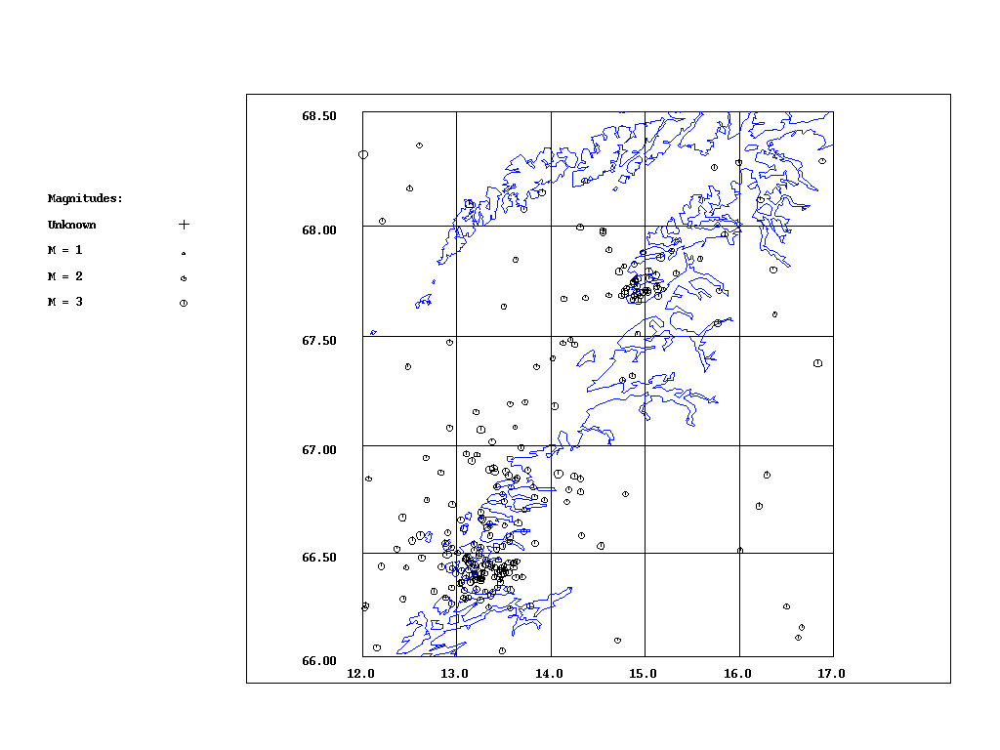 68.50
Magnitudes:
Unknown
68.00
M = 1
M = 2
M = 3
67.50
67.00
66.50
66.00
12.0 13.0 14.0 15.0 16.0 17.0